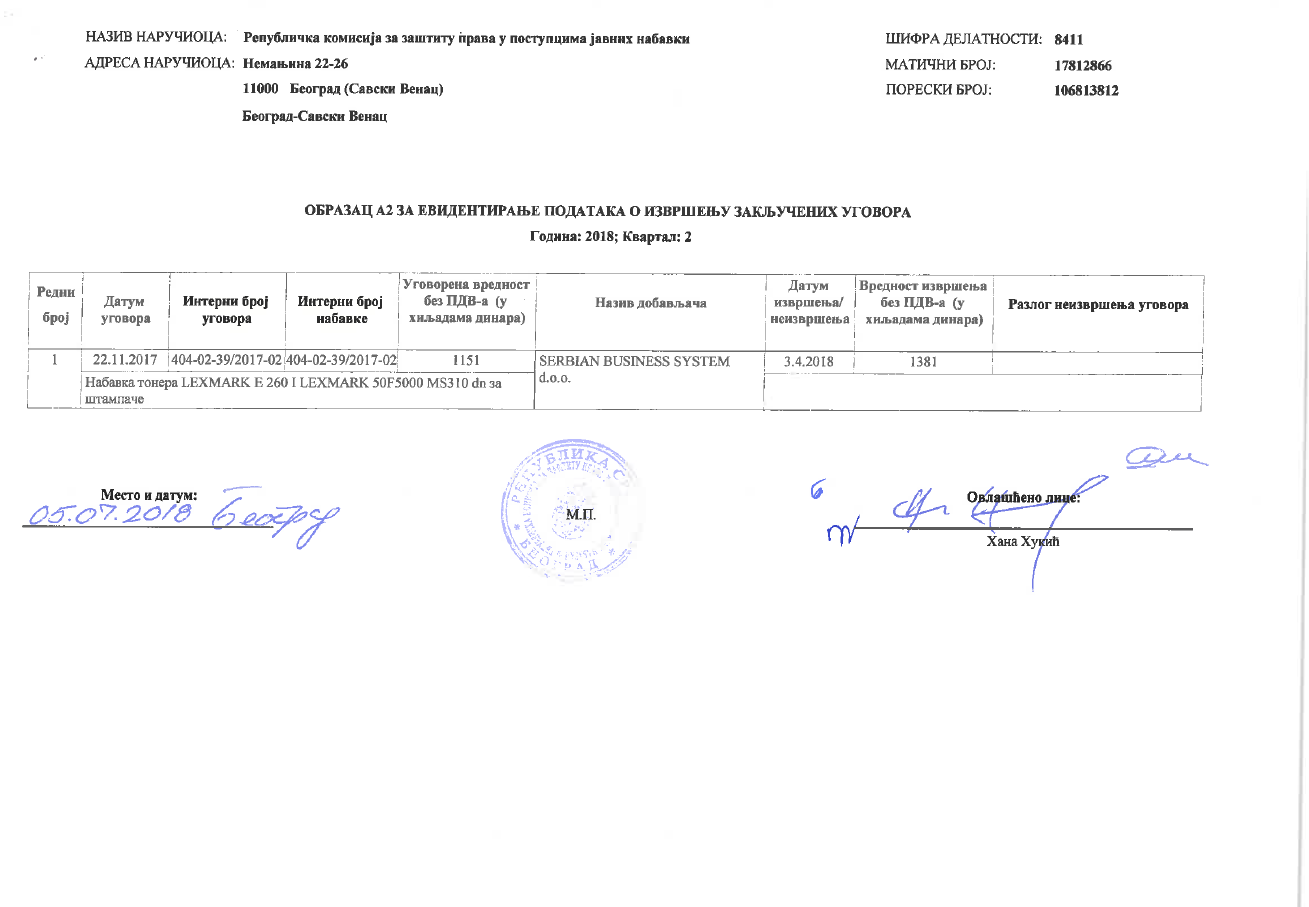 НАЗИВ НАРУЧИОЦА: Републичка комисија за заштиту права у поступцима јавних набавки
АДРЕСА НАРУЧИОЦА: Немањина 22-26
11000 Београд (Савски Венац)
Београд-Савски Венац
ШИФРА ДЕЛАТНОСТИ: 8411
МАТИЧНИ БРОЈ: 17812866
ПОРЕСКИ БРОЈ: 106813812
ОБРАЗАЦ А2 ЗА ЕВИДЕНТИРАЊЕ ПОДАТАКА О ИЗВРШЕЊУ ЗАКЉУЧЕНИХ УГОВОРА
Година: 2018; Квартал: 2
Редни
број
Датум
уговора
Интерни број
уговора
Интерни број
набавке
Уговорена вредност
без ПДВ-а (у
хиљадама динара)
Назив добављача
Датум
извршења/
неизвршења
Вредност извршења
без ПДВ-а (у
хиљадама динара)
Разлог неизвршења уговора
1
22.11.2017
404-02-39/2017-02
404-02-39/2017-02
1151
SERBIAN BUSINESS SYSTEM
d.o.o.
3.4.2018
1381
Набавка тонера LEXMARK E 260 I LEXMARK 50F5000 MS310 dn за
штампаче
Место и датум:
05.07.2018 Београд
РЕПУБЛИКА С
БЕОГРАД
М.П.
Овлашћено лице:
Хана Хукић